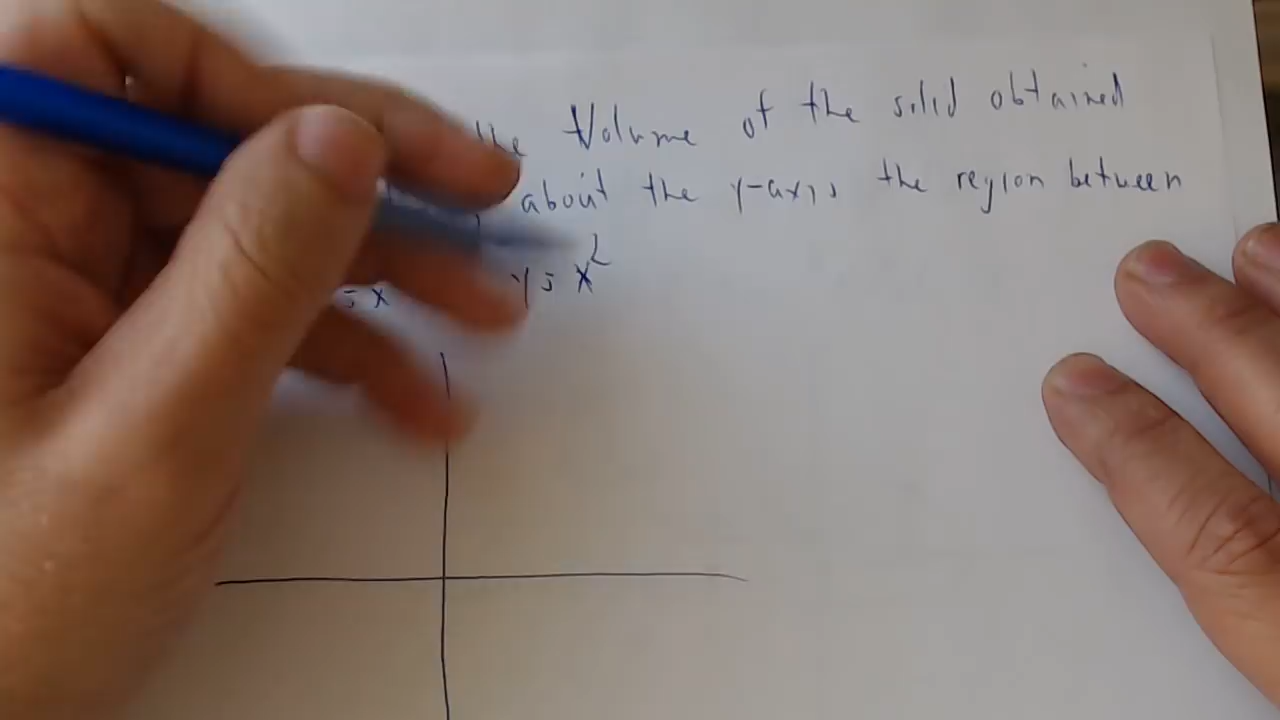 the Volume of the solid obtained
about the y-axis the region between
= x y = x²